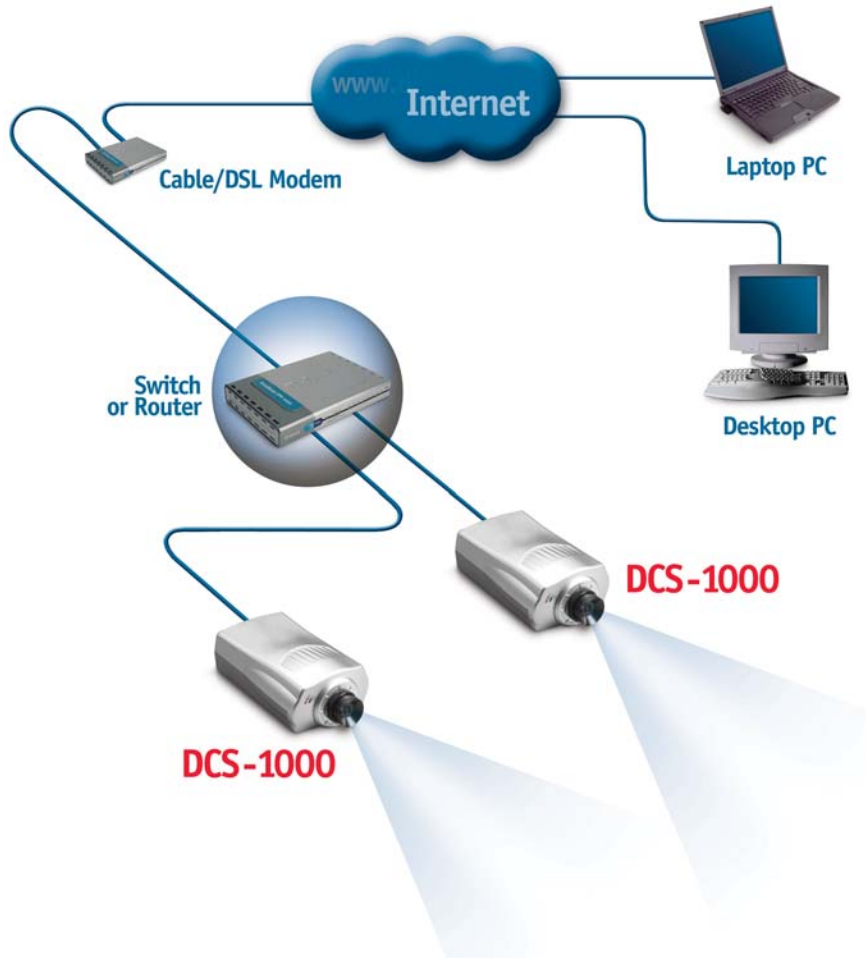 www.
Internet
Laptop PC
Cable/DSL Modem
Switch
or Router
Desktop PC
DCS-1000
DCS-1000